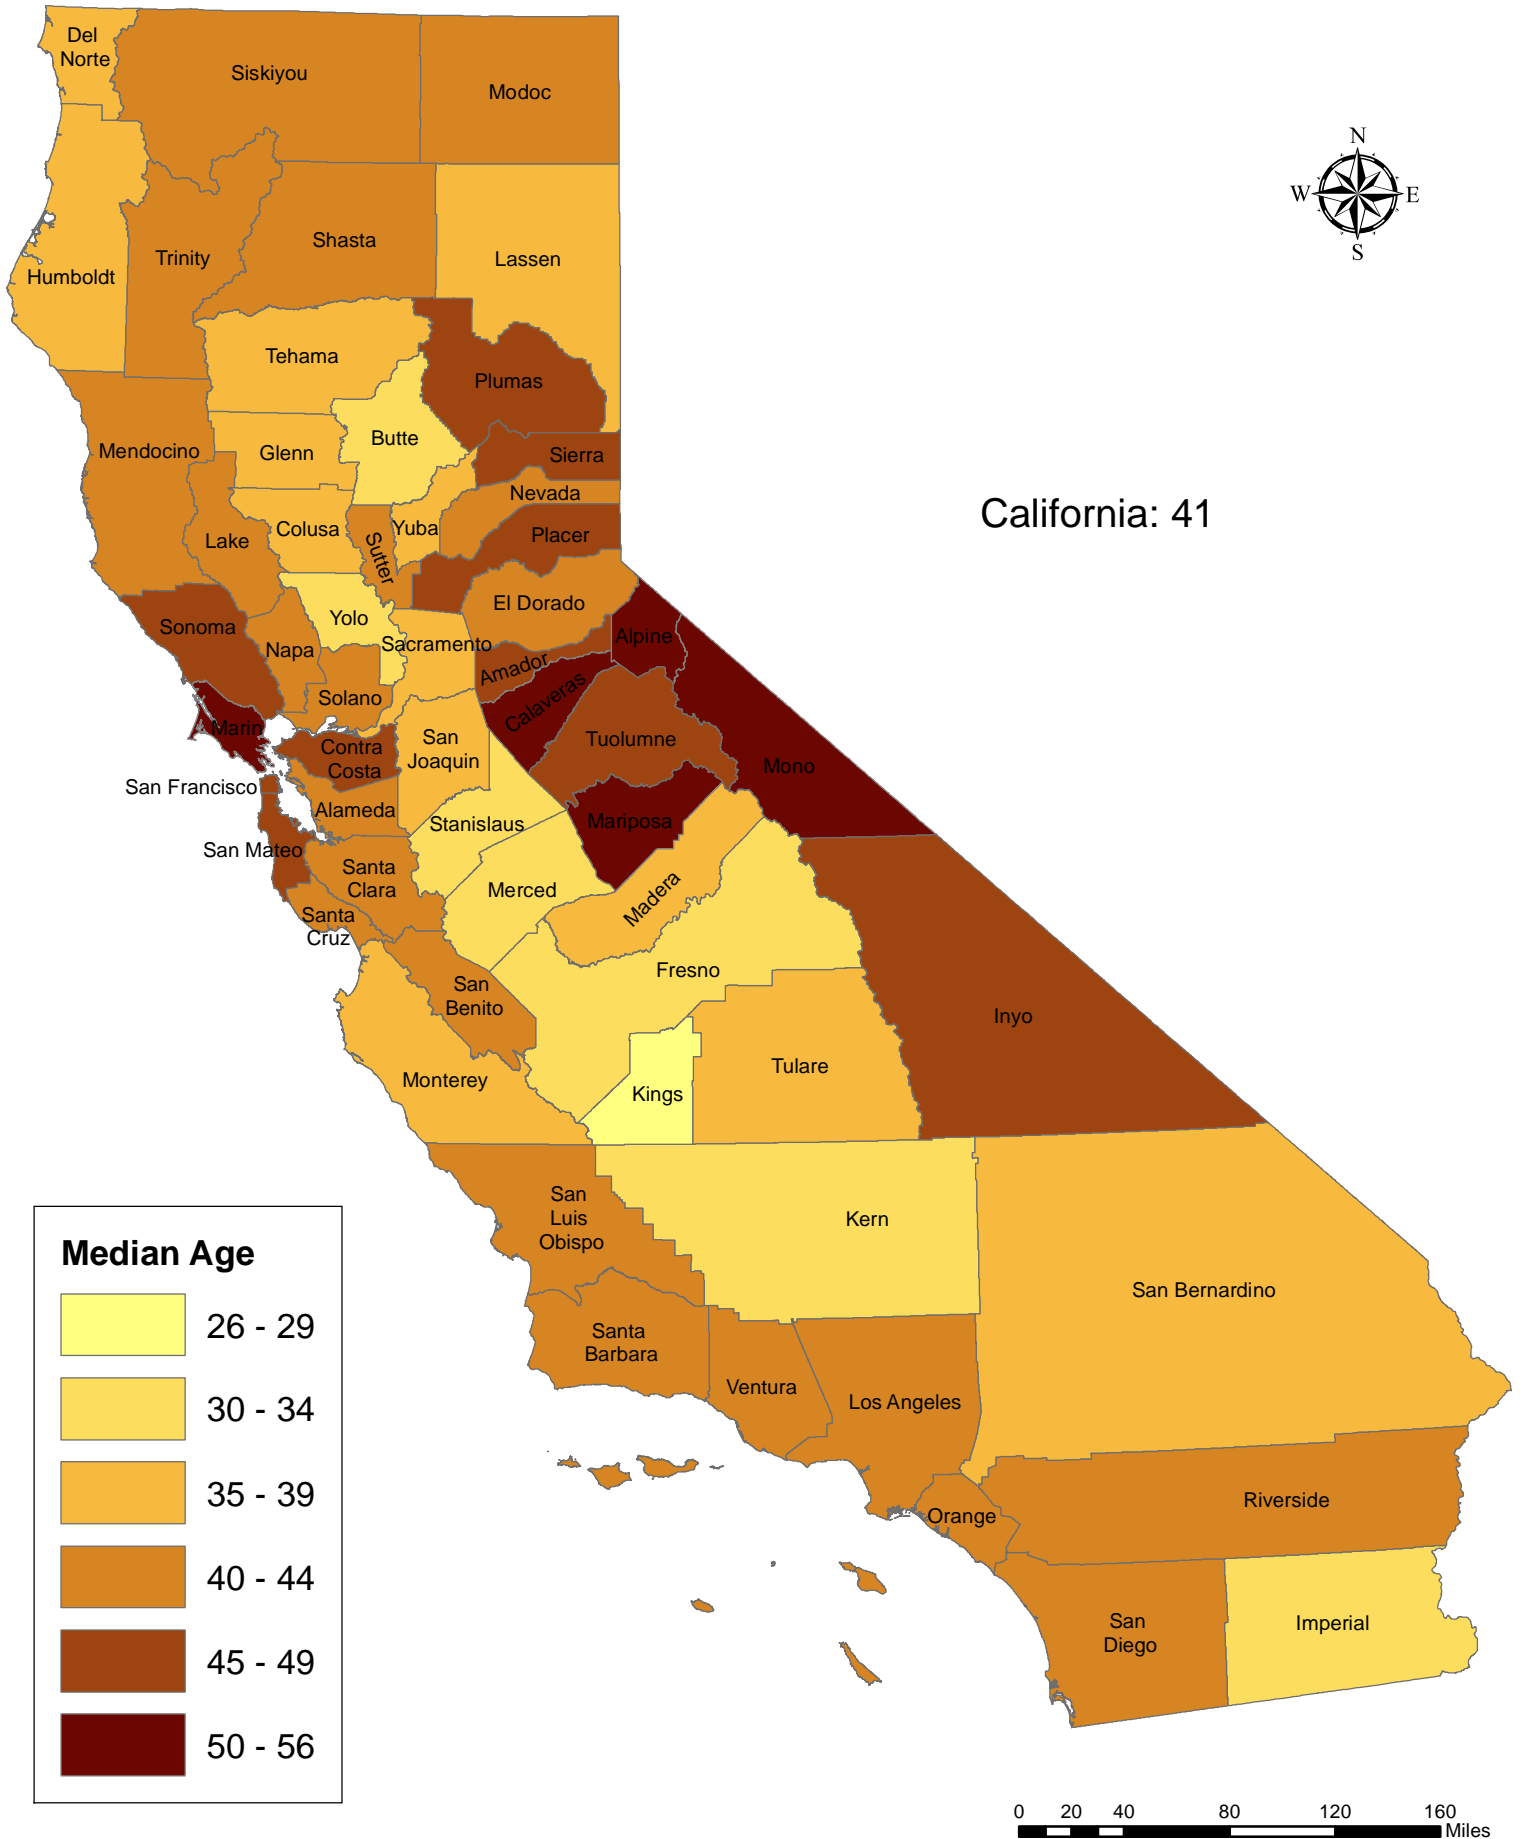 Del
Norte
Siskiyou
Modoc
N
W
E
S
Humboldt
Trinity
Shasta
Lassen
Tehama
Plumas
Butte
Mendocino
Glenn
Sierra
Nevada
California: 41
Colusa
Yuba
Placer
Lake
Sutter
El Dorado
Yolo
Sonoma
Alpine
Sacramento
Napa
Amador
Solano
Calaveras
Marin
Tuolumne
San
Joaquin
Contra
Costa
Mono
San Francisco
Alameda
Stanislaus
Mariposa
San Mateo
Santa
Clara
Merced
Madera
Santa
Cruz
Fresno
San
Benito
Inyo
Tulare
Monterey
Kings
San
Luis
Obispo
Kern
Median Age
San Bernardino
26 - 29
Santa
Barbara
Ventura
Los Angeles
30 - 34
35 - 39
Riverside
Orange
40 - 44
San
Diego
Imperial
45 - 49
50 - 56
0 20 40 80 120 160
Miles